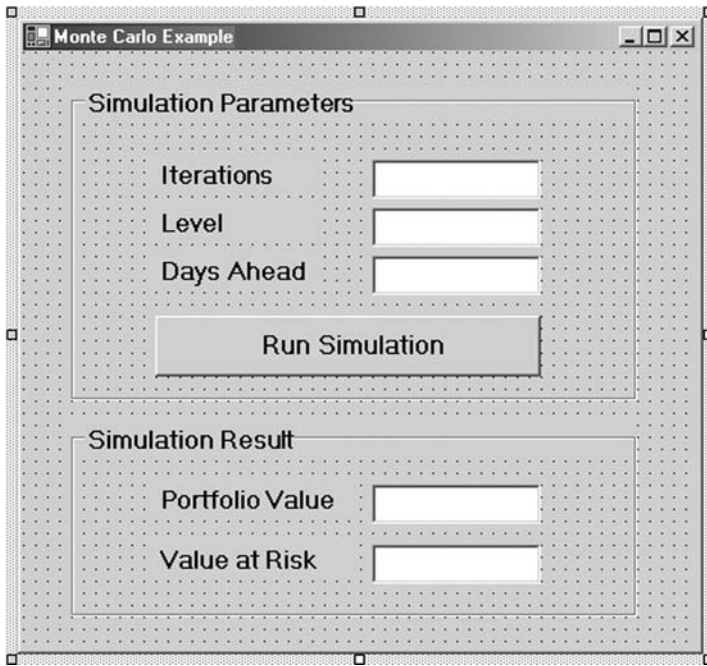 Monte Carlo Example
Simulation Parameters
Iterations
Level
Days Ahead
Run Simulation
Simulation Result
Portfolio Value
Value at Risk